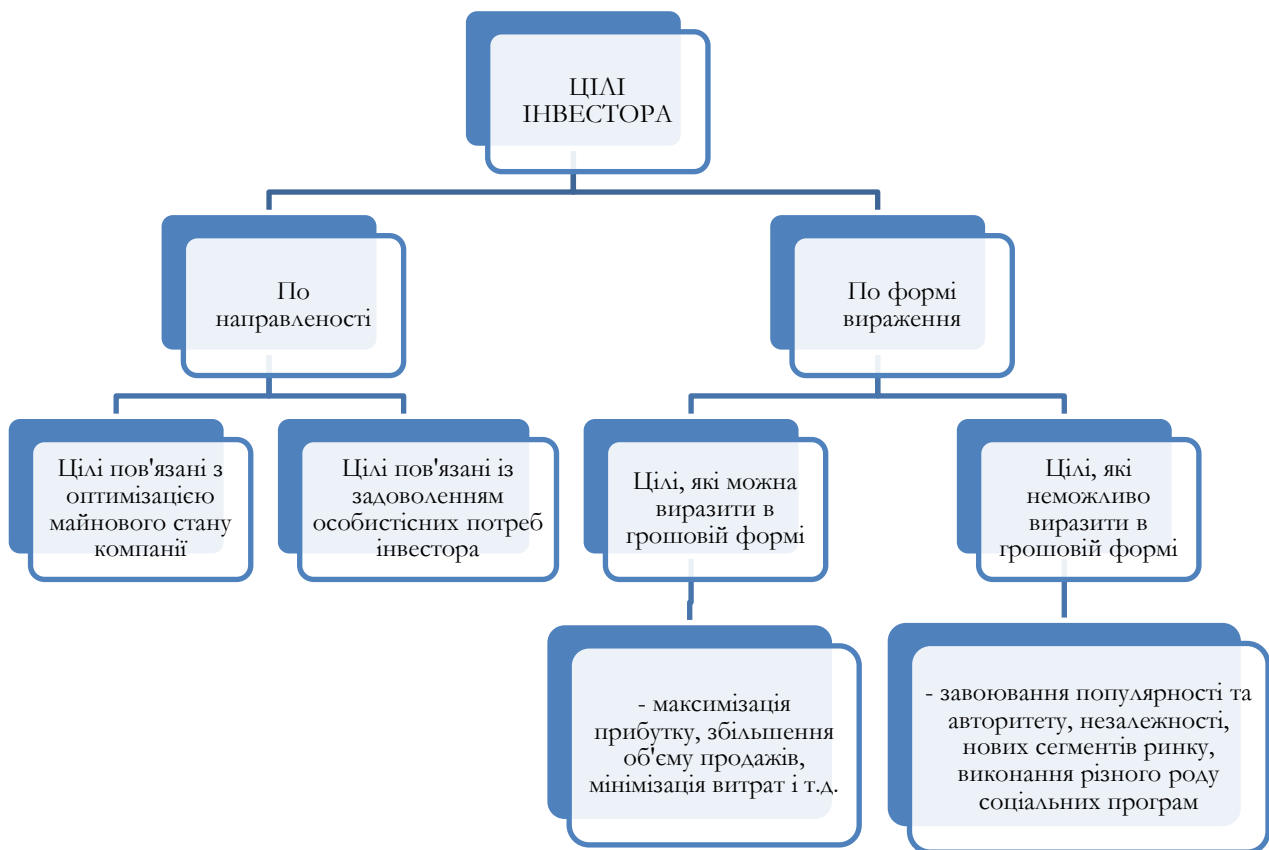 ЦІЛІ
ІНВЕСТОРА
По
направленості
По формі
вираження
Цілі пов'язані з
оптимізацією
майнового стану
компанії
Цілі пов'язані із
задоволенням
особистісних потреб
інвестора
Цілі, які можна
виразити в
грошовій формі
Цілі, які
неможливо
виразити в
грошовій формі
- максимізація
прибутку, збільшення
об'єму продажів,
мінімізація витрат і т.д.
- завоювання популярності та
авторитету, незалежності,
нових сегментів ринку,
виконання різного роду
соціальних програм